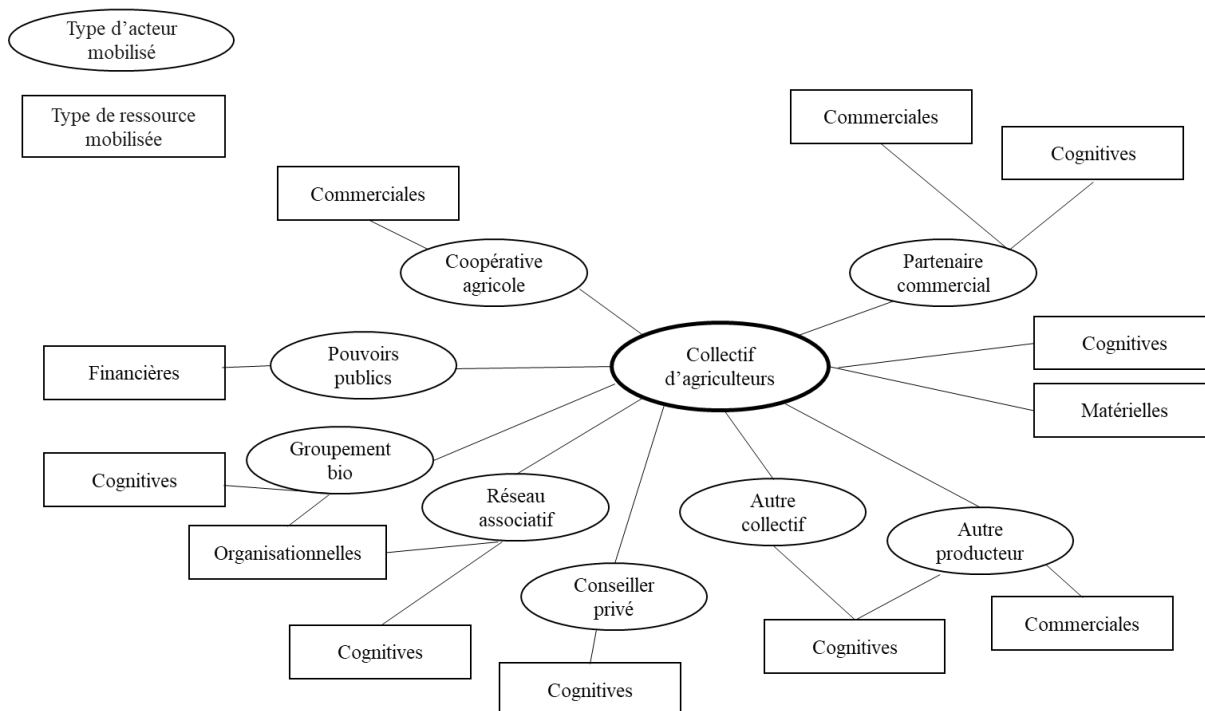 Type d'acteur
mobilisé
Type de ressource
mobilisée
Commerciales
Cognitives
Commerciales
Coopérative
agricole
Partenaire
commercial
Financières
Pouvoirs
publics
Collectif
d'agriculteurs
Cognitives
Matérielles
Groupement
bio
Cognitives
Réseau
associatif
Autre
collectif
Autre
producteur
Organisationnelles
Conseiller
privé
Commerciales
Cognitives
Cognitives
Cognitives